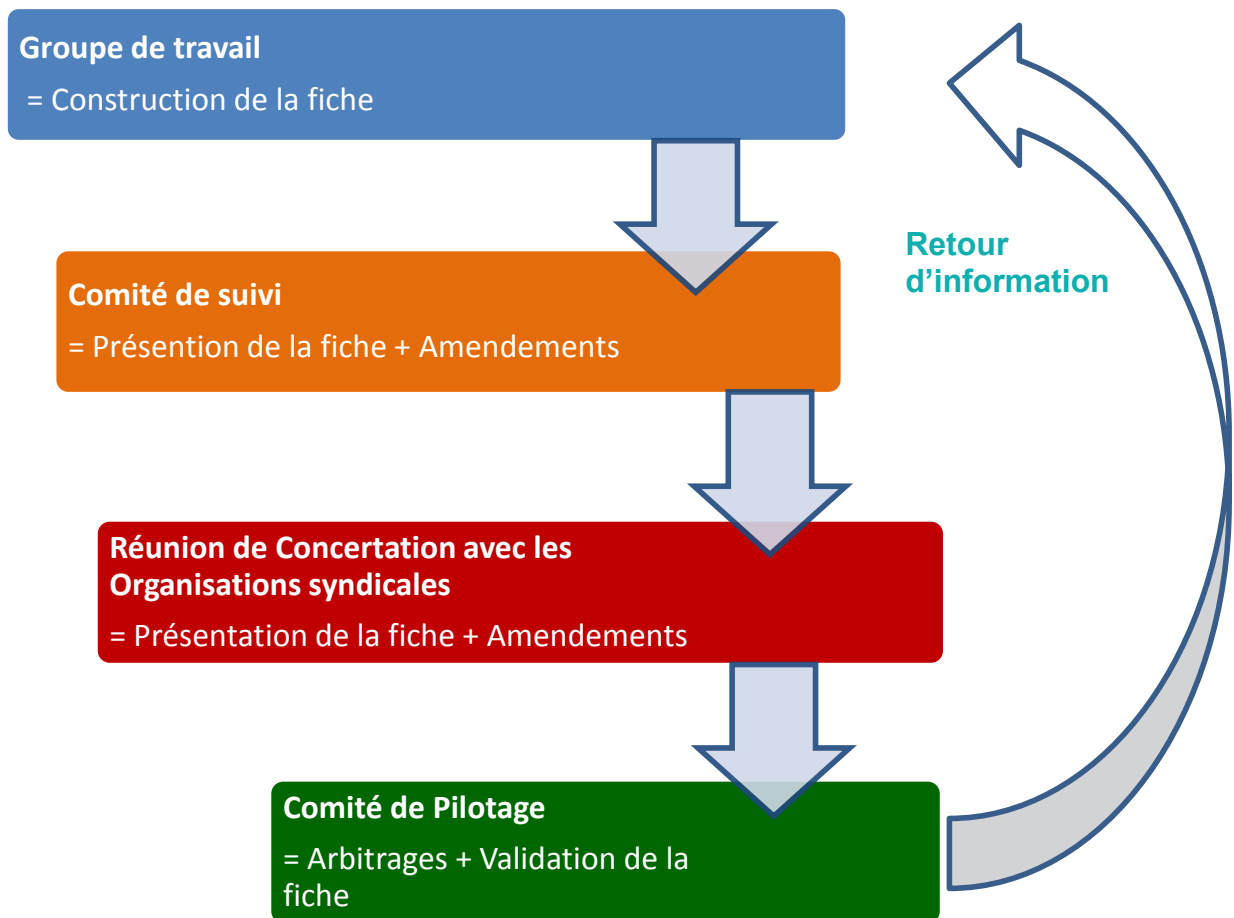 Groupe de travail
= Construction de la fiche
Retour
d’information
Comité de suivi
= Présention de la fiche + Amendements
Réunion de Concertation avec les
Organisations syndicales
= Présentation de la fiche + Amendements
Comité de Pilotage
= Arbitrages + Validation de la
fiche